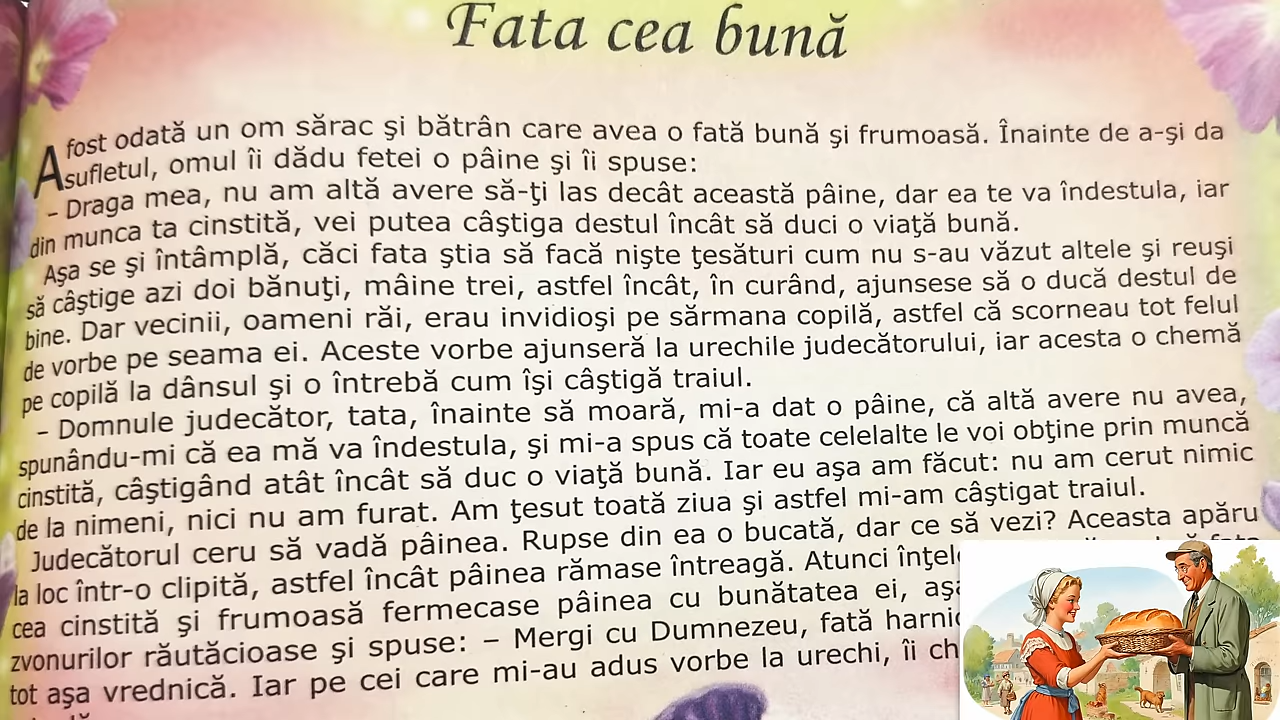 Fata cea bună
A fost odată un om sărac şi bătrân care avea o fată bună şi frumoasă. Înainte de a-şi da
sufletul, omul îi dădu fetei o pâine şi îi spuse:
– Draga mea, nu am altă avere să-ţi las decât această pâine, dar ea te va îndestula, iar
din munca ta cinstită, vei putea câştiga destul încât să duci o viaţă bună.
Aşa se şi întâmplă, căci fata ştia să facă nişte ţesături cum nu s-au văzut altele şi reuşi
să câştige azi doi bănuţi, mâine trei, astfel încât, în curând, ajunsese să o ducă destul de
bine. Dar vecinii, oameni răi, erau invidioşi pe sărmana copilă, astfel că scorneau tot felul
de vorbe pe seama ei. Aceste vorbe ajunseră la urechile judecătorului, iar acesta o chemă
pe copilă la dânsul şi o întrebă cum îşi câştigă traiul.
– Domnule judecător, tata, înainte să moară, mi-a dat o pâine, că altă avere nu avea,
spunându-mi că ea mă va îndestula, şi mi-a spus că toate celelalte le voi obţine prin muncă
cinstită, câştigând atât încât să duc o viaţă bună. Iar eu aşa am făcut: nu am cerut nimic
de la nimeni, nici nu am furat. Am ţesut toată ziua şi astfel mi-am câştigat traiul.
Judecătorul ceru să vadă pâinea. Rupse din ea o bucată, dar ce să vezi? Aceasta apăru
la loc într-o clipită, astfel încât pâinea rămase întreagă. Atunci
cea cinstită şi frumoasă fermecase pâinea cu bunătatea ei,
zvonurilor răutăcioase şi spuse: – Mergi cu Dumnezeu, fată
tot aşa vrednică. Iar pe cei care mi-au adus vorbe la urechi, îi